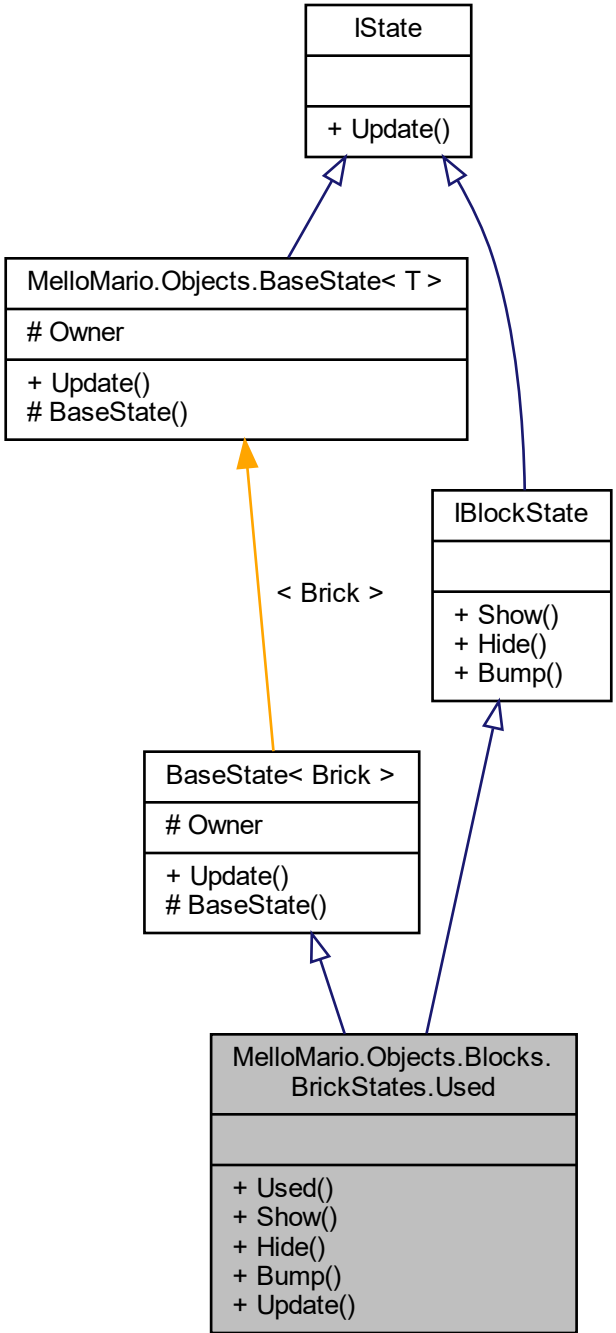 IState
+ Update()
MelloMario.Objects.BaseState< T >
# Owner
+ Update()
# BaseState()
IBlockState
+ Show()
+ Hide()
+ Bump()
< Brick >
BaseState< Brick >
# Owner
+ Update()
# BaseState()
MelloMario.Objects.Blocks.
BrickStates.Used
+ Used()
+ Show()
+ Hide()
+ Bump()
+ Update()